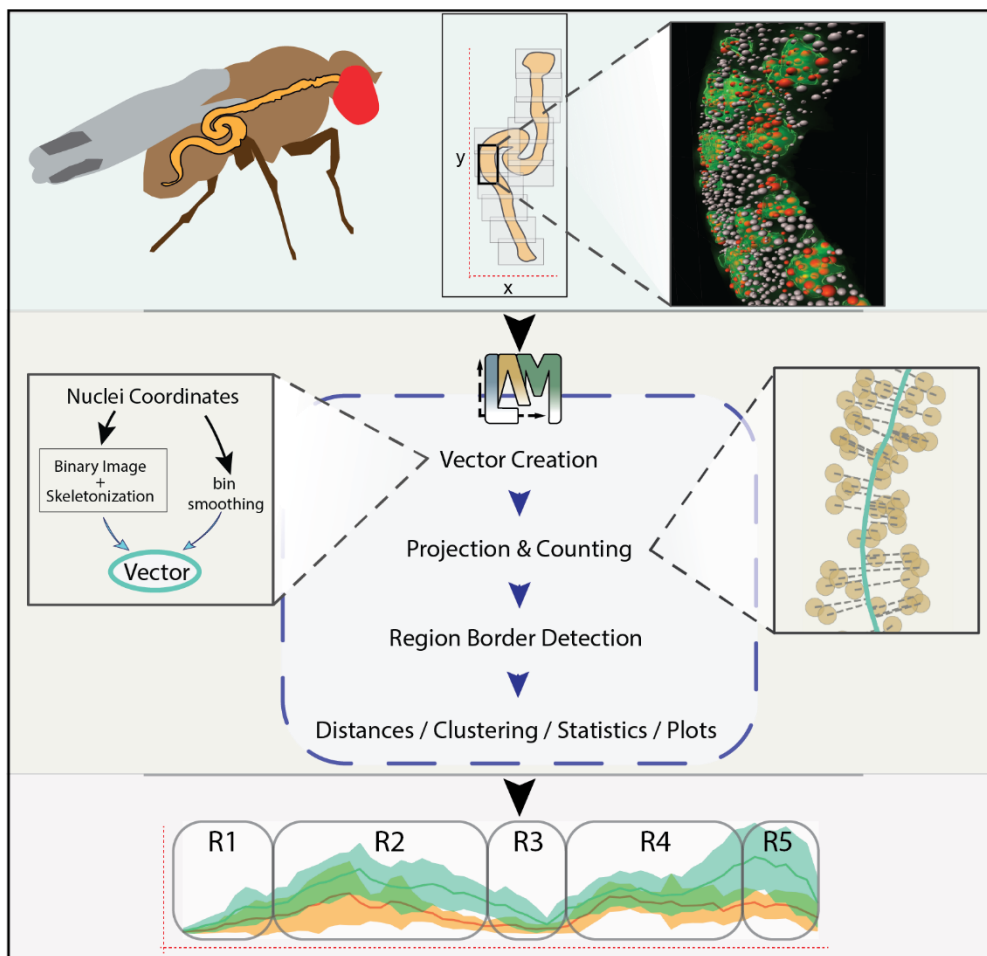 y
x
LAM
Nuclei Coordinates
Binary Image
+
Skeletonization
bin
smoothing
Vector
Vector Creation
Projection & Counting
Region Border Detection
Distances / Clustering / Statistics / Plots
R1
R2
R3
R4
R5